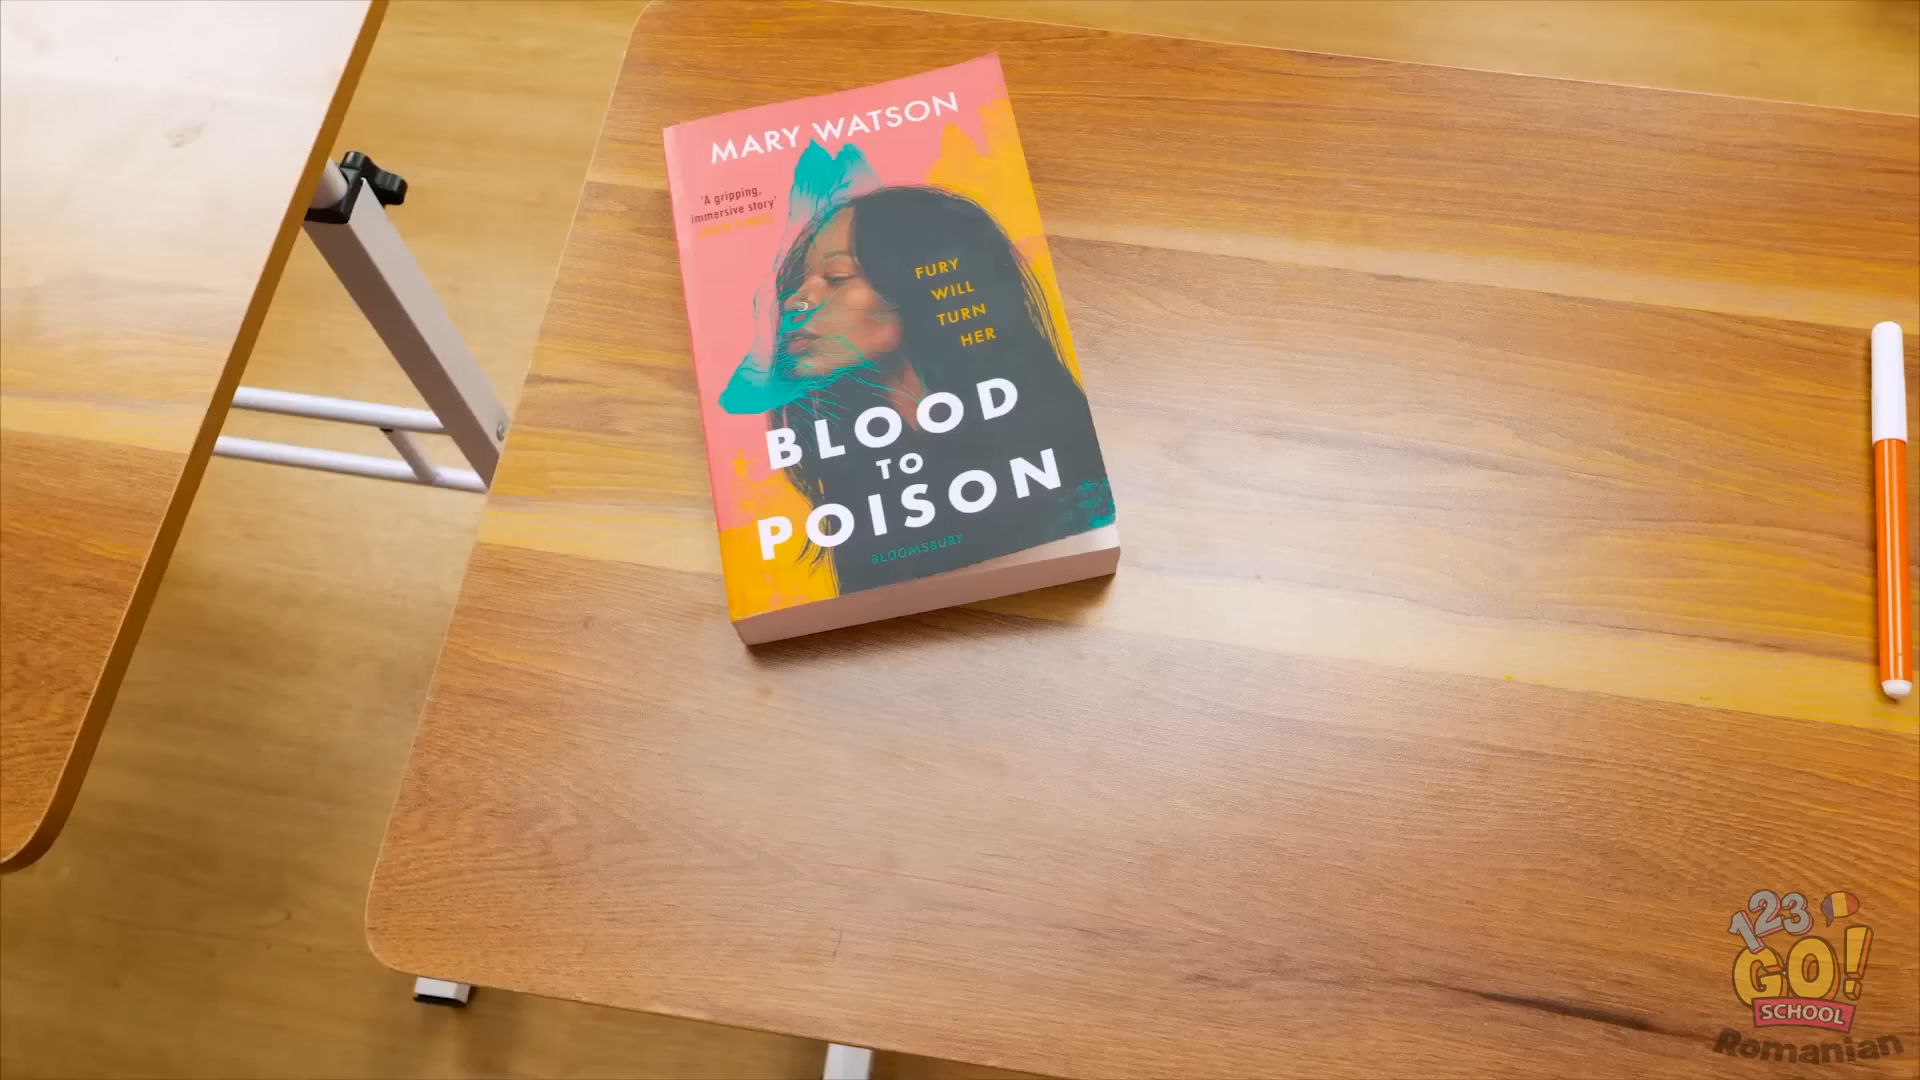 MARY WATSON
'A gripping,
immersive story'
FURY
WILL
TURN
HER
BLOOD
TO
POISON
BLOOMSBURY
123
GO!
SCHOOL
Romanian